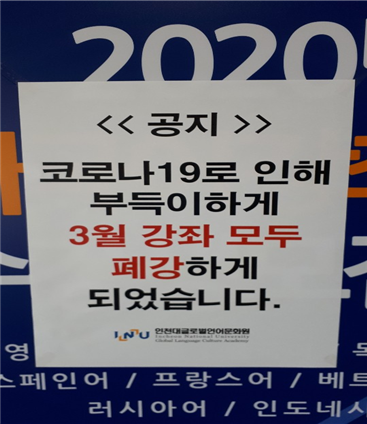 2020
<< 공지 >>
코로나19로 인해
부득이하게
3월 강좌 모두
폐강하게
되었습니다.
INU 인천대글로벌언어문화원
Incheon National University
Global Language Culture Academy
영
스페인어 / 프랑스어 / 베트
러시아어 / 인도네시